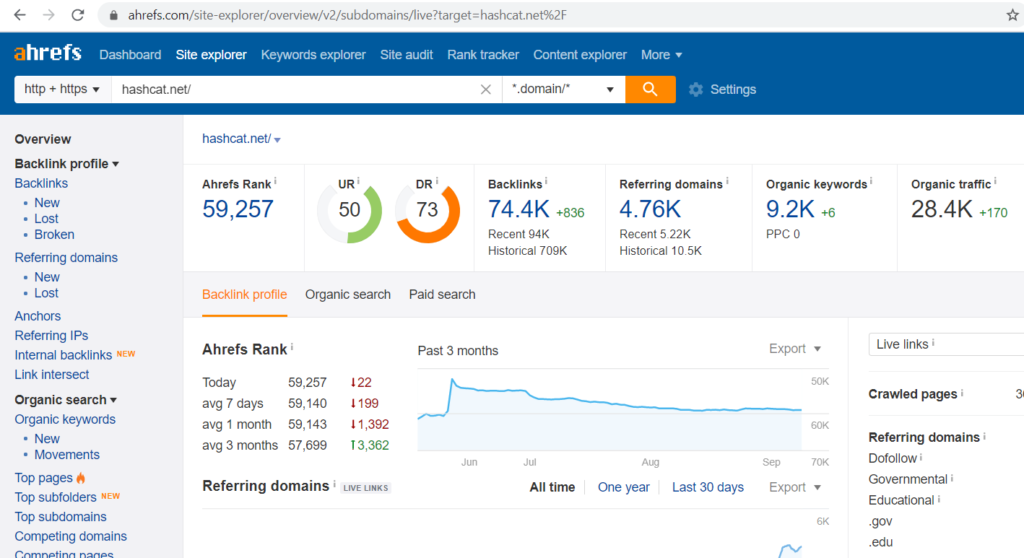 ahrefs.com/site-explorer/overview/v2/subdomains/live?target=hashcat.net%2F
ahrefs Dashboard Site explorer Keywords explorer Site audit Rank tracker Content explorer More
http + https hashcat.net/ *.domain/* Settings
Overview
Backlink profile
Backlinks
New
Lost
Broken
Referring domains
New
Lost
Anchors
Referring IPs
Internal backlinks NEW
Link intersect
Organic search
Organic keywords
New
Movements
Top pages
Top subfolders NEW
Top subdomains
Competing domains
Competing pages
hashcat.net/
Ahrefs Rank
59,257
UR
50
DR
73
Backlinks
74.4K +836
Recent 94K
Historical 709K
Referring domains
4.76K
Recent 5.22K
Historical 10.5K
Organic keywords
9.2K +6
PPC 0
Organic traffic
28.4K +170
Backlink profile Organic search Paid search
Ahrefs Rank
Today 59,257 22
avg 7 days 59,140 199
avg 1 month 59,143 1,392
avg 3 months 57,699 3,362
Past 3 months Export
50K
60K
70K
Jun Jul Aug Sep
Referring domains LIVE LINKS All time One year Last 30 days Export
6K
Live links
Crawled pages
Referring domains
Dofollow
Governmental
Educational
.gov
.edu